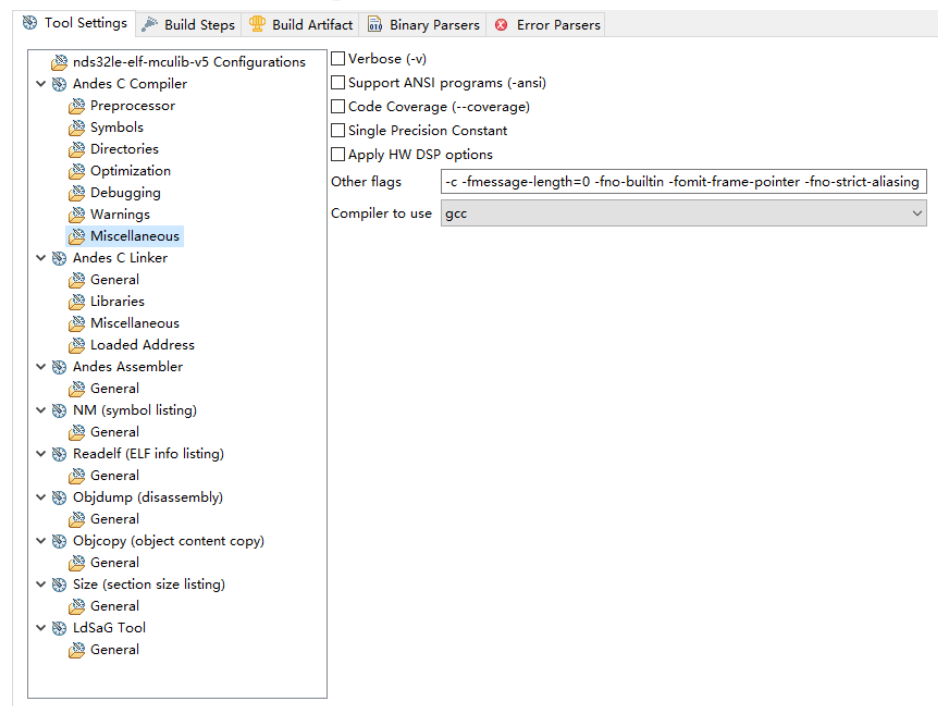 Tool Settings Build Steps Build Artifact Binary Parsers Error Parsers
nds32le-elf-mculib-v5 Configurations
Andes C Compiler
Preprocessor
Symbols
Directories
Optimization
Debugging
Warnings
Miscellaneous
Andes C Linker
General
Libraries
Miscellaneous
Loaded Address
Andes Assembler
General
NM (symbol listing)
General
Readelf (ELF info listing)
General
Objdump (disassembly)
General
Objcopy (object content copy)
General
Size (section size listing)
General
LdSaG Tool
General
Verbose (-v)
Support ANSI programs (-ansi)
Code Coverage (--coverage)
Single Precision Constant
Apply HW DSP options
Other flags -c -fmessage-length=0 -fno-builtin -fomit-frame-pointer -fno-strict-aliasing
Compiler to use gcc